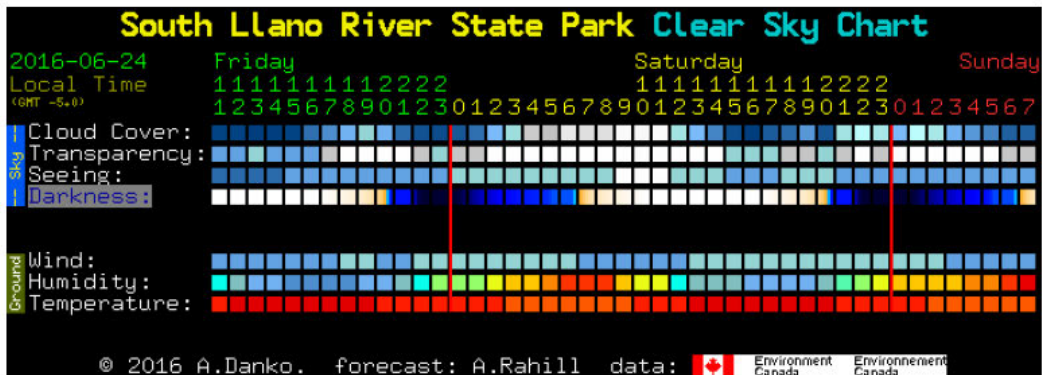 South Llano River State Park Clear Sky Chart
2016-06-24 Friday Saturday Sunday
Local Time 1111111112222 11111111112222
(GMT -5.0) 123456789012301234567890123456789012301234567
Sky
Cloud Cover:
Transparency:
Seeing:
Darkness:
Ground
Wind:
Humidity:
Temperature:
© 2016 A.Danko. forecast: A.Rahill data: Environment Canada Environnement Canada